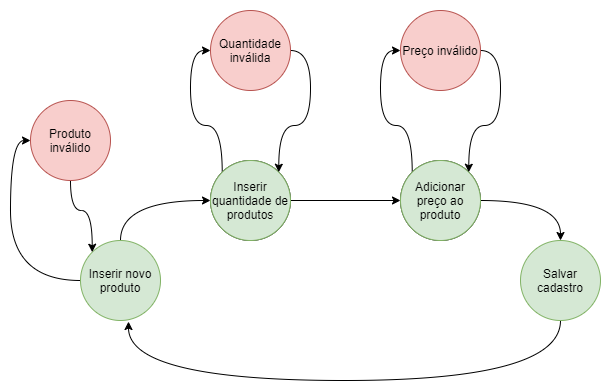 Quantidade
inválida
Preço inválido
Produto
inválido
Inserir
quantidade de
produtos
Adicionar
preço ao
produto
Inserir novo
produto
Salvar
cadastro